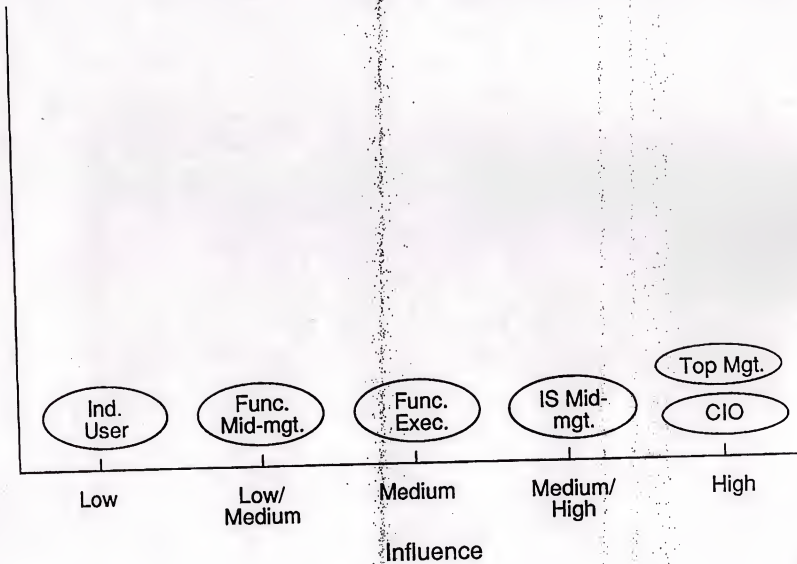 Top Mgt.
Ind.
User
Func.
Mid-mgt.
Func.
Exec.
IS Mid-
mgt.
CIO
Low
Low/
Medium
Medium
Medium/
High
High
Influence